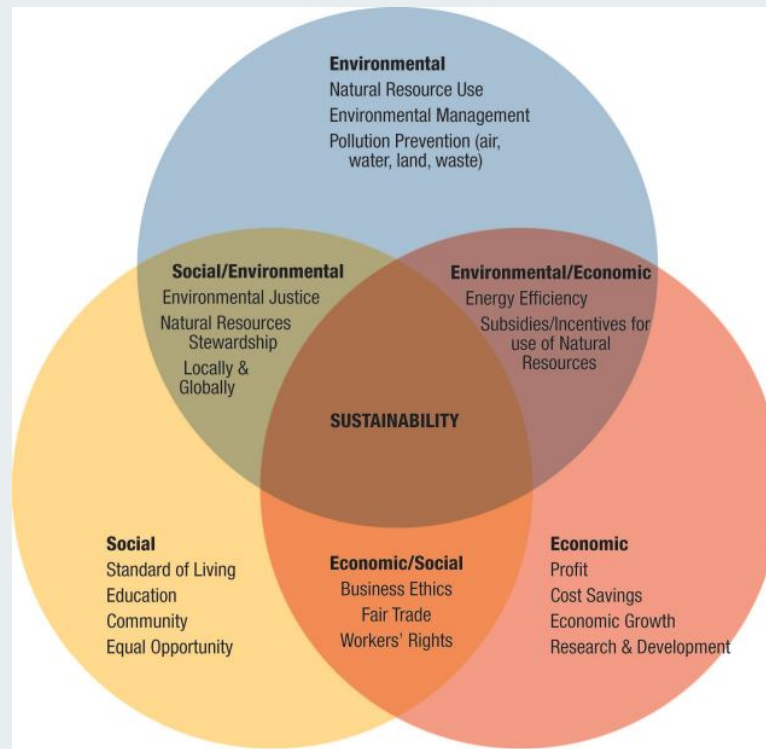 Environmental
Natural Resource Use
Environmental Management
Pollution Prevention (air,
water, land, waste)
Social/Environmental
Environmental Justice
Natural Resources
Stewardship
Locally &
Globally
Environmental/Economic
Energy Efficiency
Subsidies/Incentives for
use of Natural
Resources
SUSTAINABILITY
Social
Standard of Living
Education
Community
Equal Opportunity
Economic/Social
Business Ethics
Fair Trade
Workers’ Rights
Economic
Profit
Cost Savings
Economic Growth
Research & Development